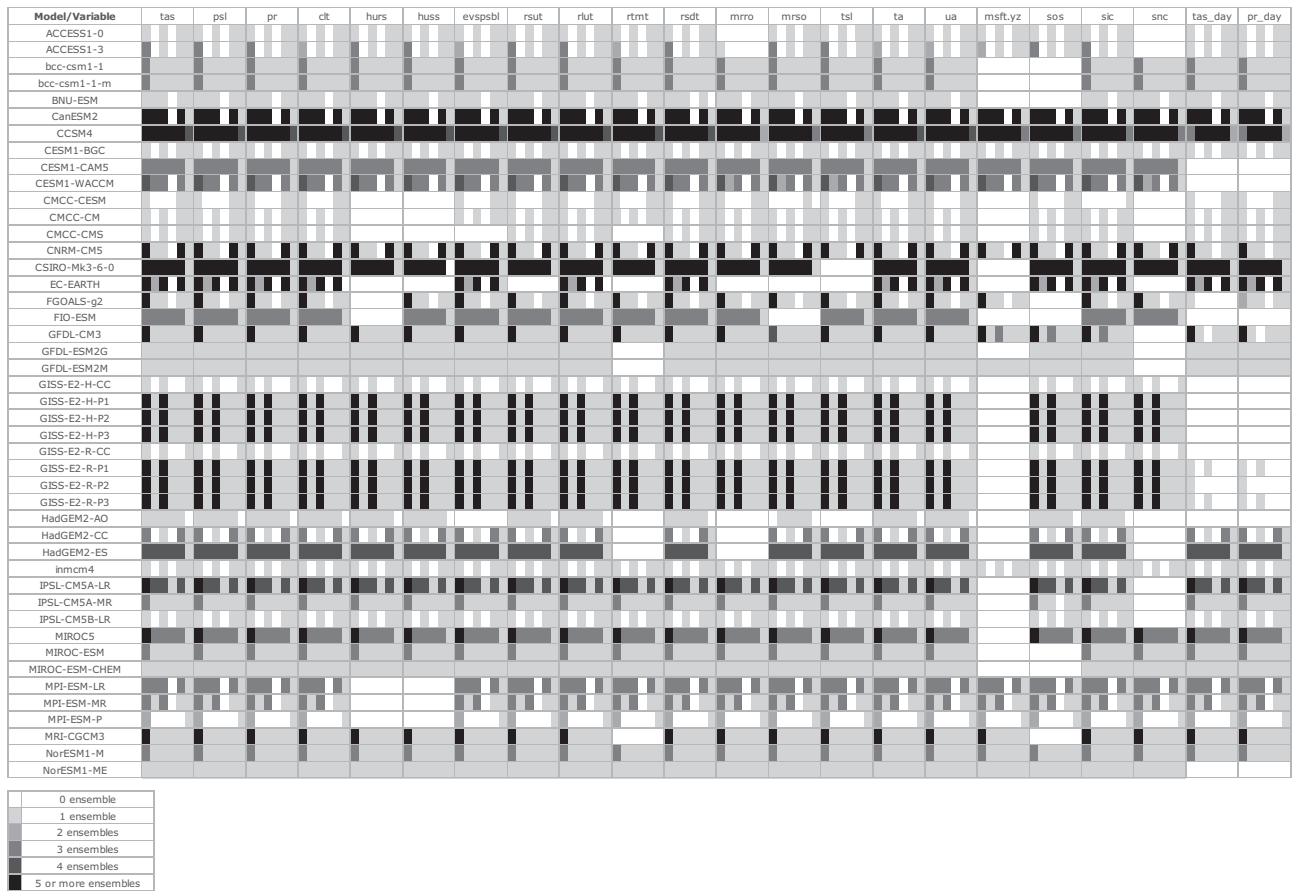 Model/Variable tas psl pr clt hurs huss evspsbl rsut rlut rtmt rsdt mrro mrso tsl ta ua msft.yz sos sic snc tas_day pr_day
ACCESS1-0
ACCESS1-3
bcc-csm1-1
bcc-csm1-1-m
BNU-ESM
CanESM2
CCSM4
CESM1-BGC
CESM1-CAM5
CESM1-WACCM
CMCC-CESM
CMCC-CM
CMCC-CMS
CNRM-CM5
CSIRO-Mk3-6-0
EC-EARTH
FGOALS-g2
FIO-ESM
GFDL-CM3
GFDL-ESM2G
GFDL-ESM2M
GISS-E2-H-CC
GISS-E2-H-P1
GISS-E2-H-P2
GISS-E2-H-P3
GISS-E2-R-CC
GISS-E2-R-P1
GISS-E2-R-P2
GISS-E2-R-P3
HadGEM2-AO
HadGEM2-CC
HadGEM2-ES
inmcm4
IPSL-CM5A-LR
IPSL-CM5A-MR
IPSL-CM5B-LR
MIROC5
MIROC-ESM
MIROC-ESM-CHEM
MPI-ESM-LR
MPI-ESM-MR
MPI-ESM-P
MRI-CGCM3
NorESM1-M
NorESM1-ME
0 ensemble
1 ensemble
2 ensembles
3 ensembles
4 ensembles
5 or more ensembles